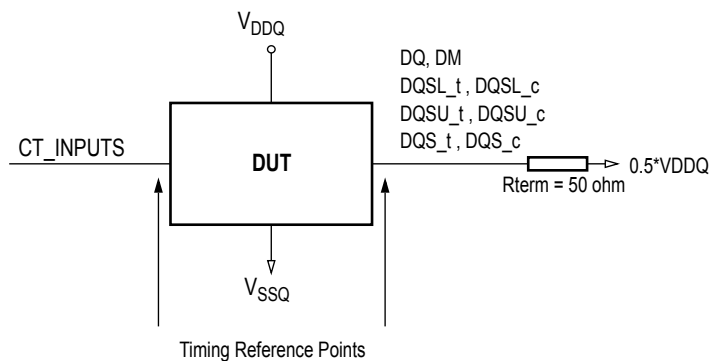 VDDQ
DQ, DM
DQSL_t , DQSL_c
DQSU_t , DQSU_c
DQS_t , DQS_c
CT_INPUTS
DUT
0.5*VDDQ
Rterm = 50 ohm
VSSQ
Timing Reference Points